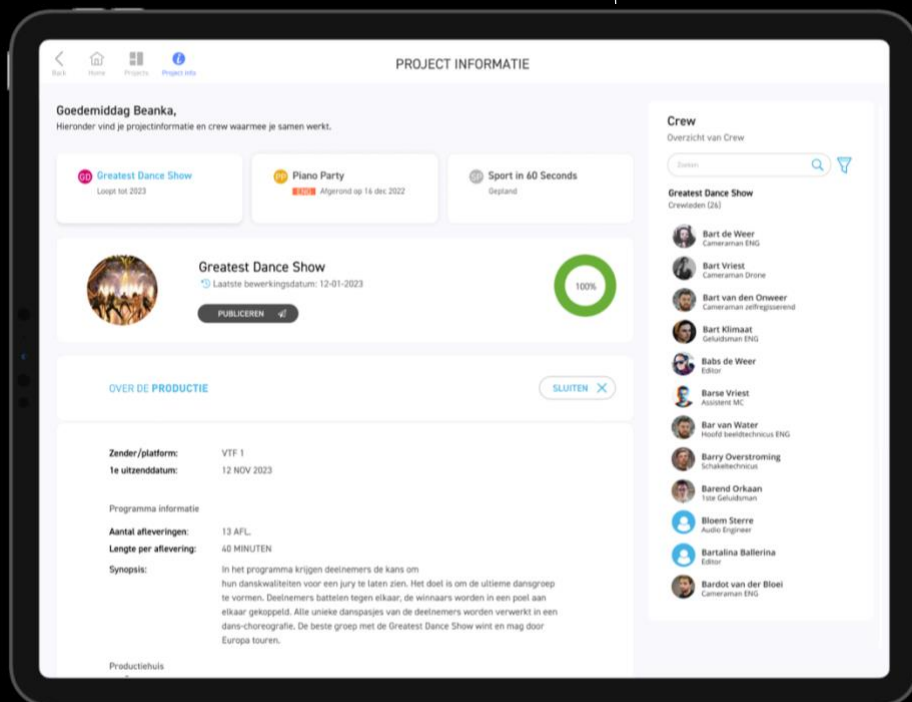 PROJECT INFORMATIE
Back
Home
Projects
Project info
Goedemiddag Beanka,
Hieronder vind je projectinformatie en crew waarmee je samen werkt.
GD Greatest Dance Show
Loopt tot 2023
PP Piano Party
Afgerond op 16 dec 2022
Sport in 60 Seconds
Gepland
Greatest Dance Show
Laatste bewerkingsdatum: 12-01-2023
PUBLICEREN
100%
OVER DE PRODUCTIE
SLUITEN
Zender/platform: VTF 1
1e uitzenddatum: 12 NOV 2023
Programma informatie
Aantal afleveringen: 13 AFL.
Lengte per aflevering: 40 MINUTEN
Synopsis: In het programma krijgen deelnemers de kans om
hun danskwaliteiten voor een jury te laten zien. Het doel is om de ultieme dansgroep
te vormen. Deelnemers battelen tegen elkaar, de winnaars worden in een poel aan
elkaar gekoppeld. Alle unieke danspasjes van de deelnemers worden verwerkt in een
dans-choreografie. De beste groep met de Greatest Dance Show wint en mag door
Europa touren.
Productiehuis
Crew
Overzicht van Crew
Zoeken
Greatest Dance Show
Crewleden (26)
Bart de Weer
Cameraman ENG
Bart Vriest
Cameraman Drone
Bart van den Onweer
Cameraman zelfregisserend
Bart Klimaat
Geluidsman ENG
Babs de Weer
Editor
Barse Vriest
Assistent MC
Bar van Water
Hoofd beeldtechnicus ENG
Barry Overstroming
Schakeltechnicus
Barend Orkaan
1ste Geluidsman
Bloem Sterre
Audio Engineer
Bartalina Ballerina
Editor
Bardot van der Bloei
Cameraman ENG